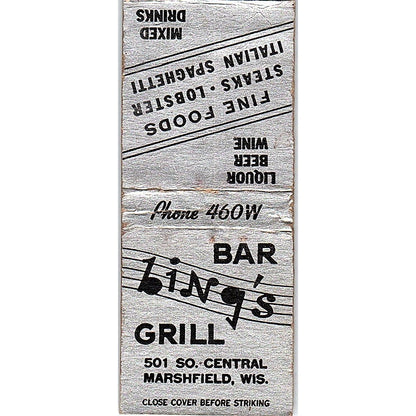 MIXED
DRINKS
FINE FOODS
STEAKS • LOBSTER
ITALIAN SPAGHETTI
LIQUOR
BEER
WINE
Phone 460W
BAR
bing's
GRILL
501 SO. CENTRAL
MARSHFIELD, WIS.
CLOSE COVER BEFORE STRIKING